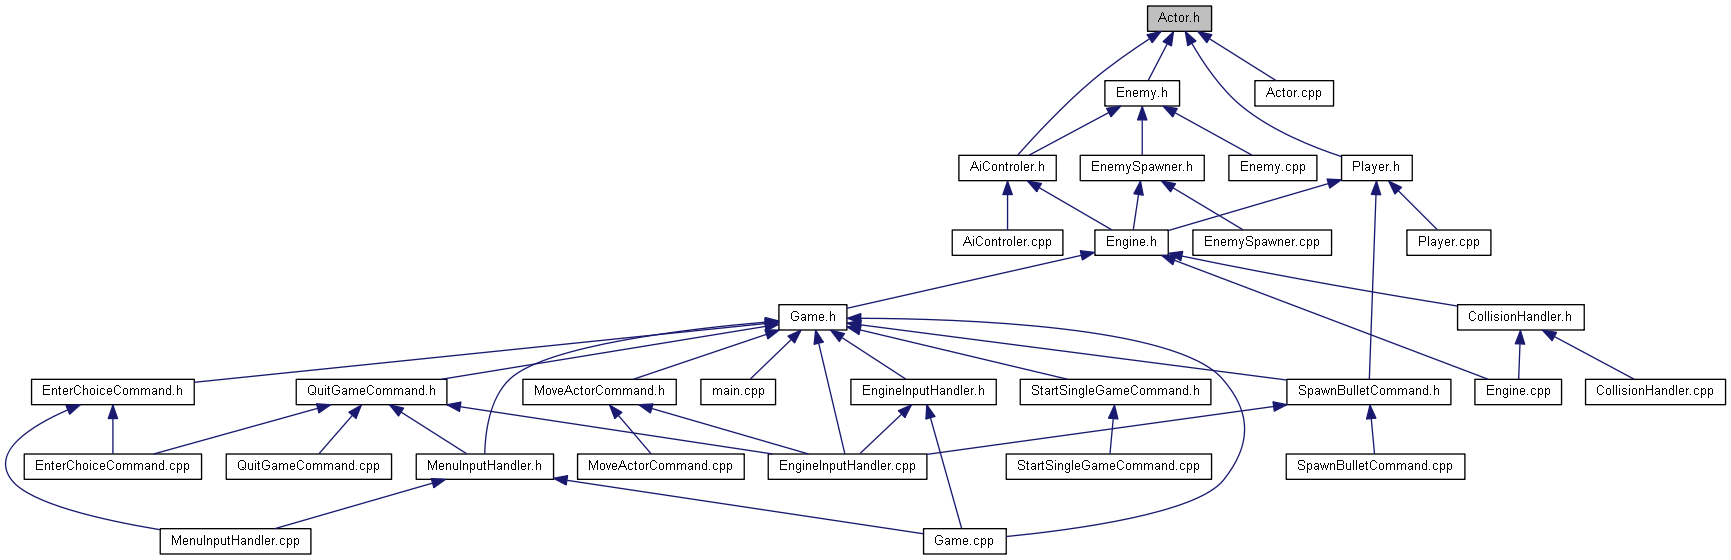 Actor.h
Enemy.h
Actor.cpp
AiControler.h
EnemySpawner.h
Enemy.cpp
Player.h
AiControler.cpp
Engine.h
EnemySpawner.cpp
Player.cpp
Game.h
CollisionHandler.h
EnterChoiceCommand.h
QuitGameCommand.h
MoveActorCommand.h
main.cpp
EngineInputHandler.h
StartSingleGameCommand.h
SpawnBulletCommand.h
Engine.cpp
CollisionHandler.cpp
EnterChoiceCommand.cpp
QuitGameCommand.cpp
MenuInputHandler.h
MoveActorCommand.cpp
EngineInputHandler.cpp
StartSingleGameCommand.cpp
SpawnBulletCommand.cpp
MenuInputHandler.cpp
Game.cpp